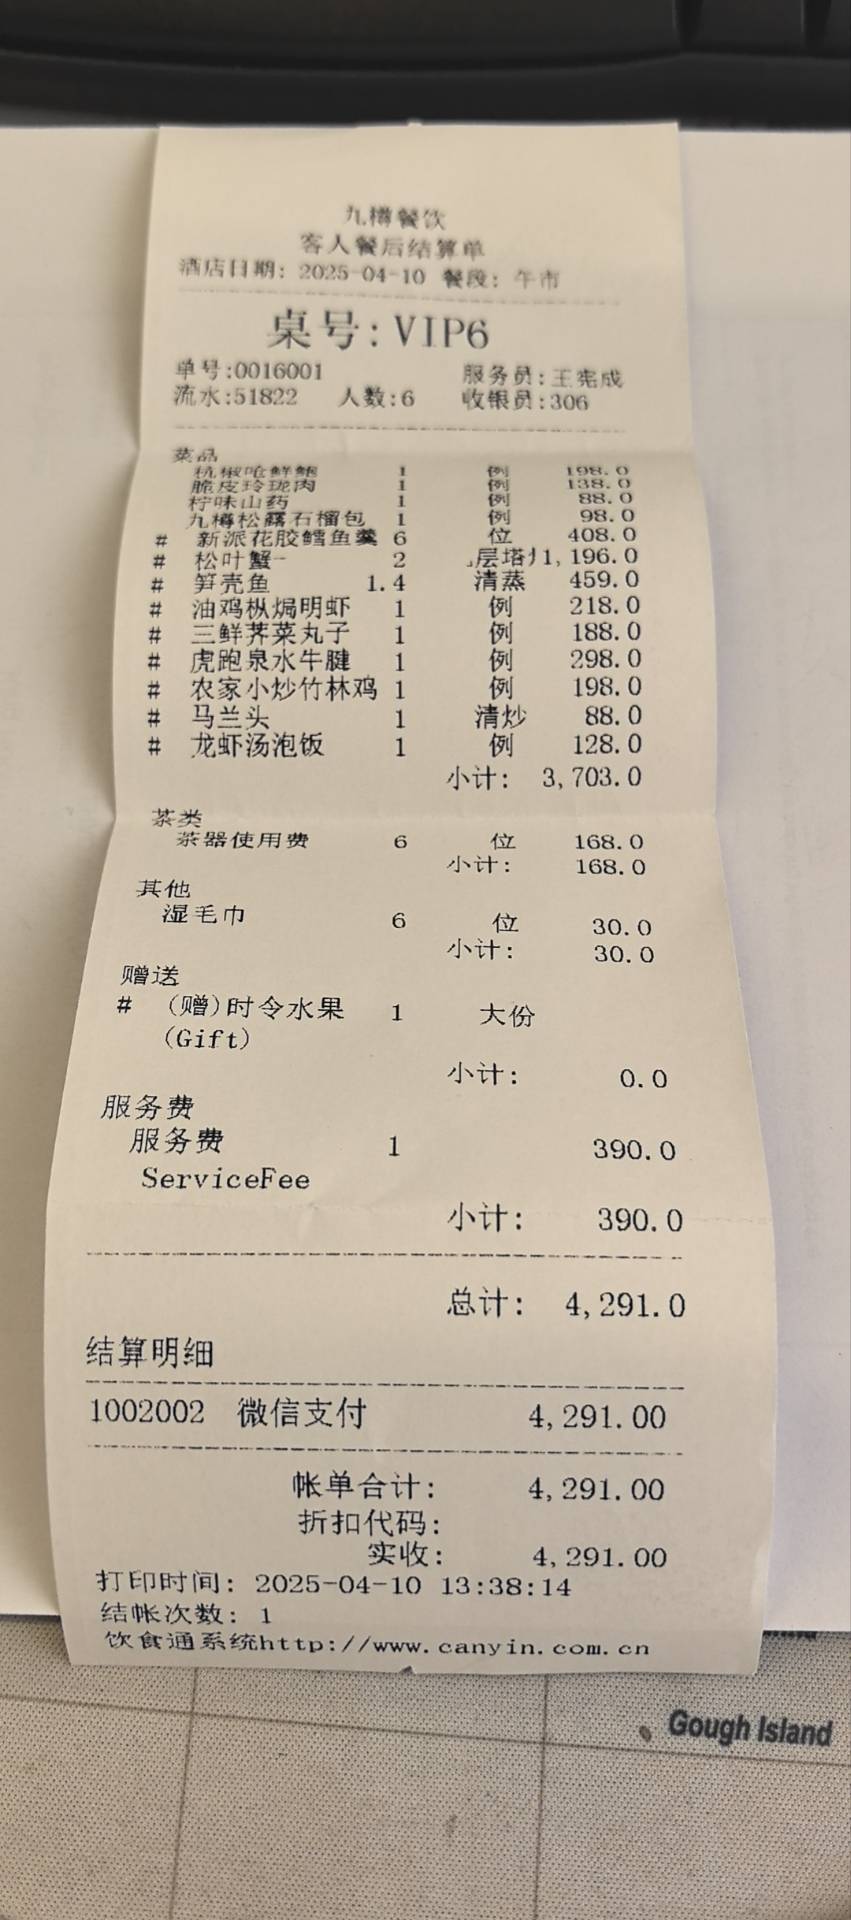 九樽餐饮
客人餐后结算单
酒店日期: 2025-04-10 餐段: 午市
桌号:VIP6
单号:0016001 服务员:王宪成
流水:51822 人数:6 收银员:306
菜品
杭椒呛鲜鲍 1 例 198.0
脆皮玲珑肉 1 例 138.0
柠味山药 1 例 88.0
九樽松露石榴包 1 例 98.0
# 新派花胶鳕鱼羹 6 位 408.0
# 松叶蟹 2 层塔 1,196.0
# 笋壳鱼 1.4 清蒸 459.0
# 油鸡枞焗明虾 1 例 218.0
# 三鲜荠菜丸子 1 例 188.0
# 虎跑泉水牛腱 1 例 298.0
# 农家小炒竹林鸡 1 例 198.0
# 马兰头 1 清炒 88.0
# 龙虾汤泡饭 1 例 128.0
小计: 3,703.0
茶类
茶器使用费 6 位 168.0
小计: 168.0
其他
湿毛巾 6 位 30.0
小计: 30.0
赠送
# (赠)时令水果 1 大份
(Gift)
小计: 0.0
服务费
服务费 1 390.0
ServiceFee
小计: 390.0
总计: 4,291.0
结算明细
1002002 微信支付 4,291.00
帐单合计: 4,291.00
折扣代码:
实收: 4,291.00
打印时间: 2025-04-10 13:38:14
结帐次数: 1
饮食通系统http://www.canyin.com.cn
Gough Island